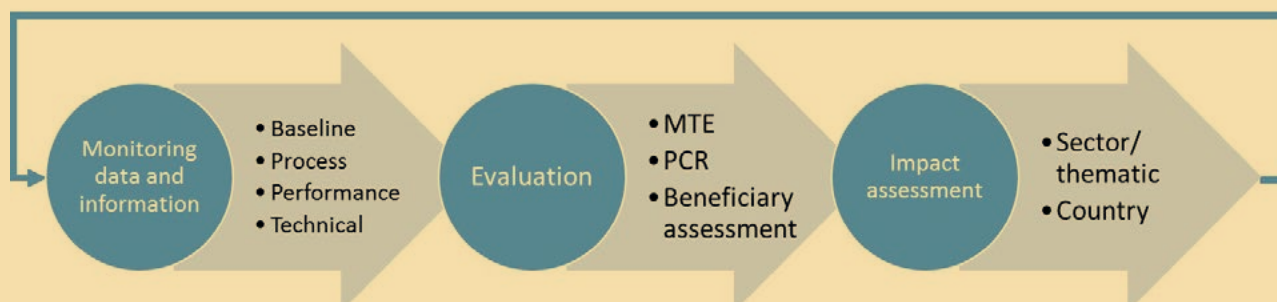 Monitoring
data and
information
• Baseline
• Process
• Performance
• Technical
Evaluation
• MTE
• PCR
• Beneficiary
assessment
Impact
assessment
• Sector/
thematic
• Country